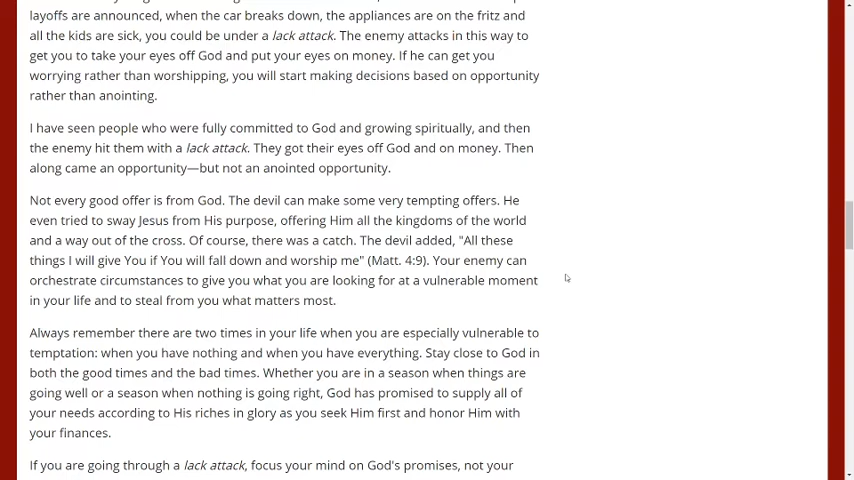 layoffs are announced, when the car breaks down, the appliances are on the fritz and
all the kids are sick, you could be under a lack attack. The enemy attacks in this way to
get you to take your eyes off God and put your eyes on money. If he can get you
worrying rather than worshipping, you will start making decisions based on opportunity
rather than anointing.
I have seen people who were fully committed to God and growing spiritually, and then
the enemy hit them with a lack attack. They got their eyes off God and on money. Then
along came an opportunity—but not an anointed opportunity.
Not every good offer is from God. The devil can make some very tempting offers. He
even tried to sway Jesus from His purpose, offering Him all the kingdoms of the world
and a way out of the cross. Of course, there was a catch. The devil added, "All these
things I will give You if You will fall down and worship me" (Matt. 4:9). Your enemy can
orchestrate circumstances to give you what you are looking for at a vulnerable moment
in your life and to steal from you what matters most.
Always remember there are two times in your life when you are especially vulnerable to
temptation: when you have nothing and when you have everything. Stay close to God in
both the good times and the bad times. Whether you are in a season when things are
going well or a season when nothing is going right, God has promised to supply all of
your needs according to His riches in glory as you seek Him first and honor Him with
your finances.
If you are going through a lack attack, focus your mind on God's promises, not your